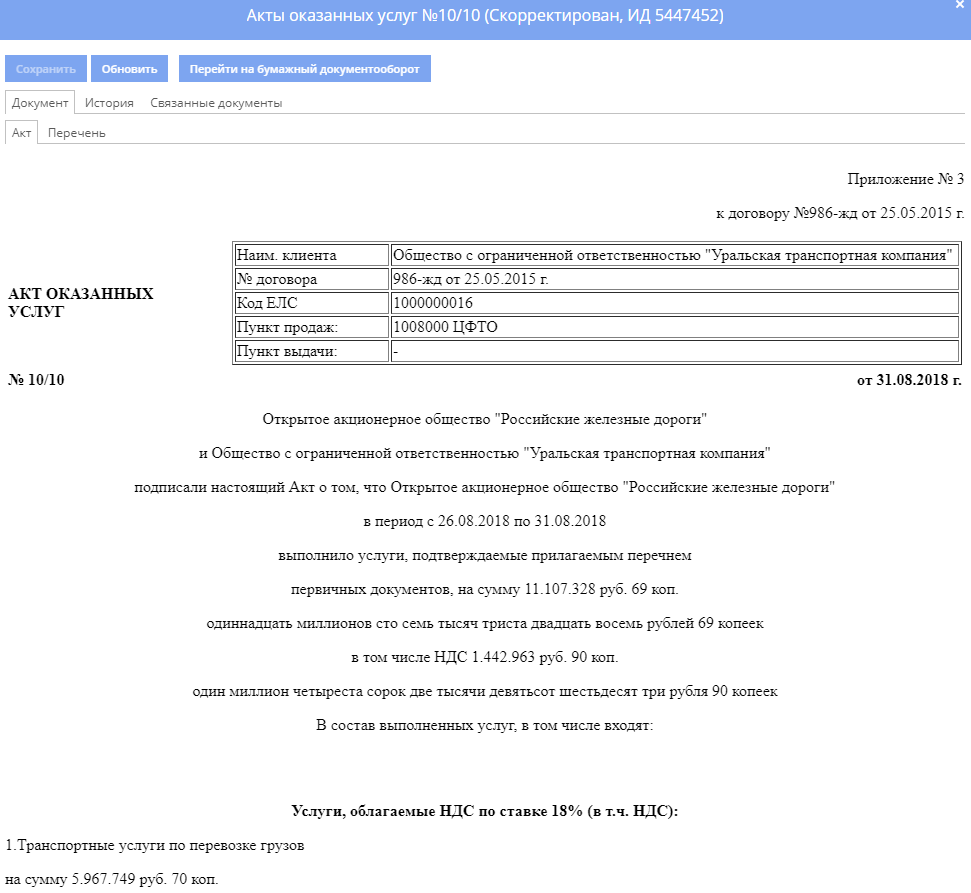 Акты оказанных услуг №10/10 (Скорректирован, ИД 5447452)
×
Сохранить Обновить Перейти на бумажный документооборот
Документ История Связанные документы
Акт Перечень
Приложение № 3
к договору №986-жд от 25.05.2015 г.
АКТ ОКАЗАННЫХ
УСЛУГ
Наим. клиента Общество с ограниченной ответственностью "Уральская транспортная компания"
№ договора 986-жд от 25.05.2015 г.
Код ЕЛС 1000000016
Пункт продаж: 1008000 ЦФТО
Пункт выдачи: -
№ 10/10 от 31.08.2018 г.
Открытое акционерное общество "Российские железные дороги"
и Общество с ограниченной ответственностью "Уральская транспортная компания"
подписали настоящий Акт о том, что Открытое акционерное общество "Российские железные дороги"
в период с 26.08.2018 по 31.08.2018
выполнило услуги, подтверждаемые прилагаемым перечнем
первичных документов, на сумму 11.107.328 руб. 69 коп.
одиннадцать миллионов сто семь тысяч триста двадцать восемь рублей 69 копеек
в том числе НДС 1.442.963 руб. 90 коп.
один миллион четыреста сорок две тысячи девятьсот шестьдесят три рубля 90 копеек
В состав выполненных услуг, в том числе входят:
Услуги, облагаемые НДС по ставке 18% (в т.ч. НДС):
1.Транспортные услуги по перевозке грузов
на сумму 5.967.749 руб. 70 коп.